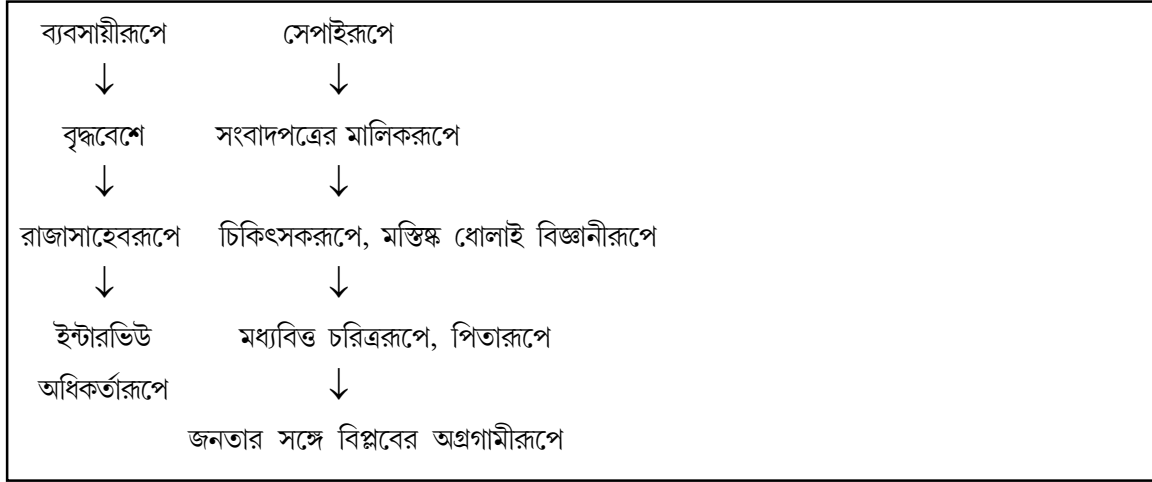 ব্যবসায়ীরূপে সেপাইরূপে
↓ ↓
বৃদ্ধবেশে সংবাদপত্রের মালিকরূপে
↓ ↓
রাজাসাহেবরূপে চিকিৎসকরূপে, মস্তিষ্ক ধোলাই বিজ্ঞানীরূপে
↓ ↓
ইন্টারভিউ মধ্যবিত্ত চরিত্ররূপে, পিতারূপে
অধিকর্তারূপে ↓
জনতার সঙ্গে বিপ্লবের অগ্রগামীরূপে